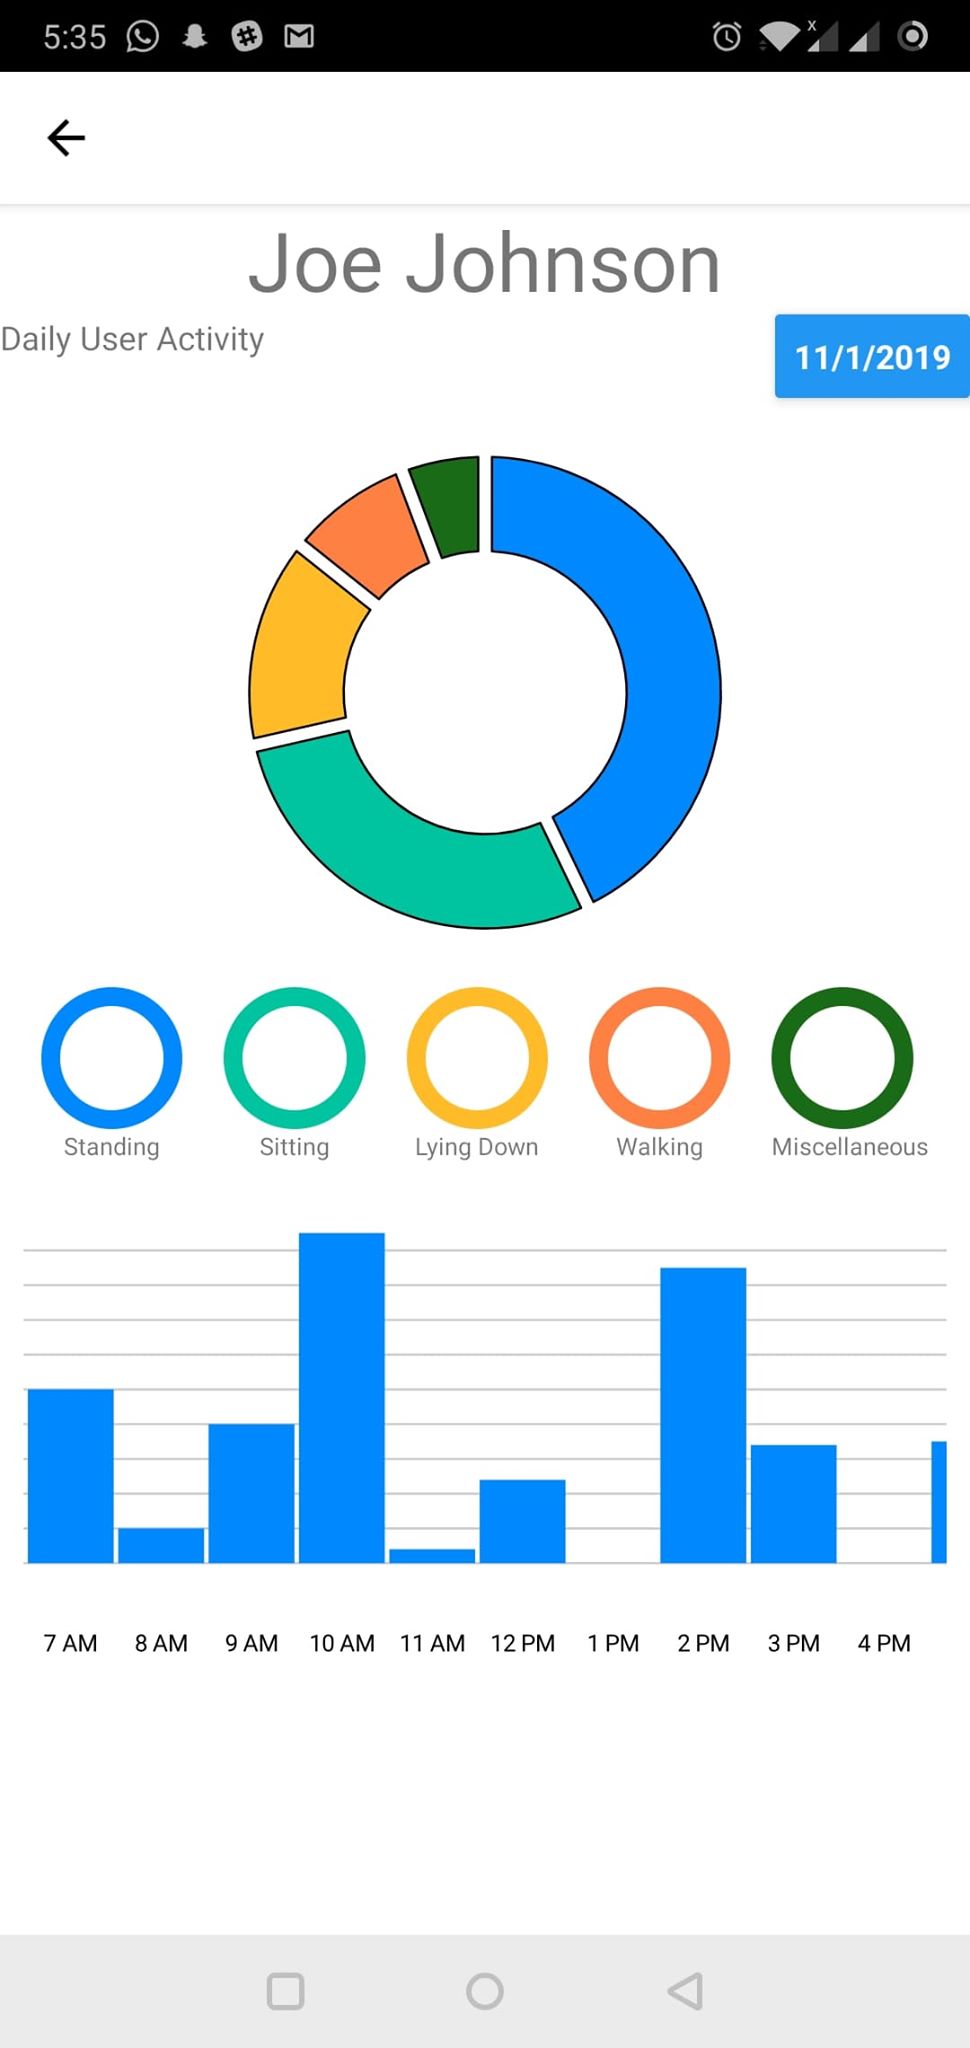 5:35
x
Joe Johnson
Daily User Activity
11/1/2019
Standing Sitting Lying Down Walking Miscellaneous
7 AM 8 AM 9 AM 10 AM 11 AM 12 PM 1 PM 2 PM 3 PM 4 PM